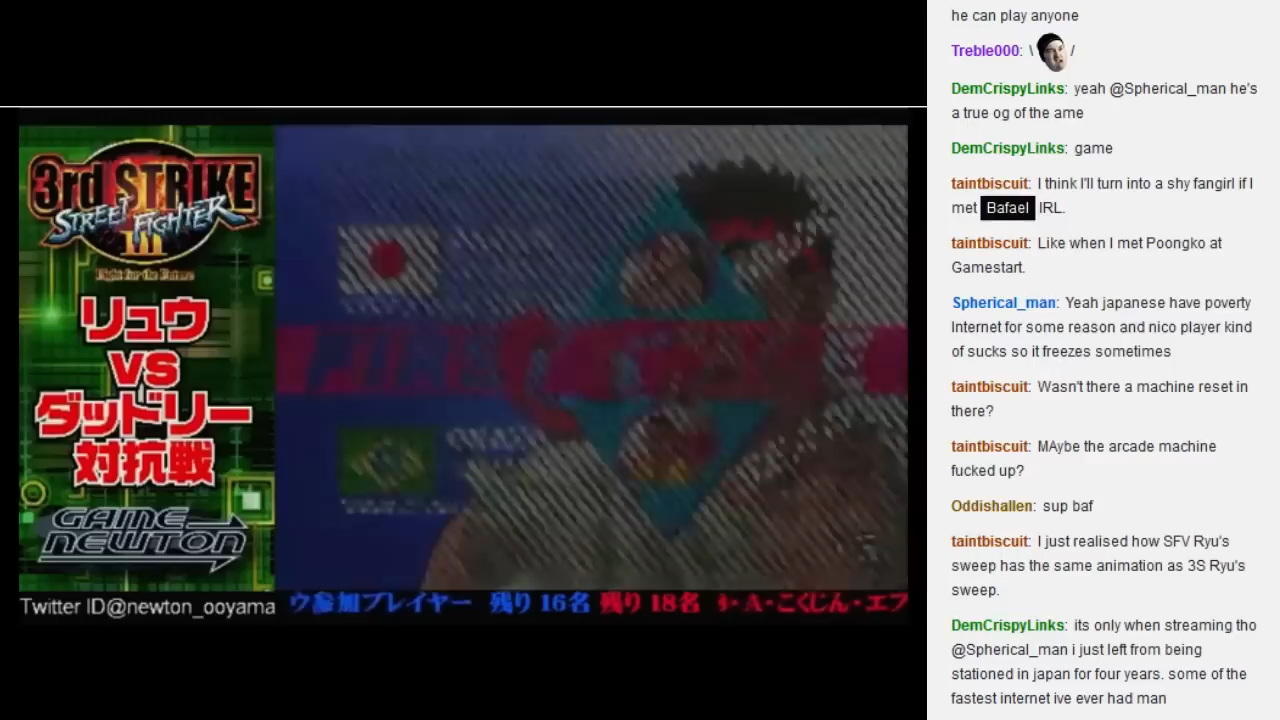 3rd STRIKE
STREET FIGHTER
III
Fight for the Future
リュウ
VS
ダッドリー
対抗戦
GAME
NEWTON
Twitter ID@newton_ooyama
ウ参加プレイヤー 残り16名 残り18名 ・A・こくじん・エフ
he can play anyone
Treble000: \ /
DemCrispyLinks: yeah @Spherical_man he's
a true og of the ame
DemCrispyLinks: game
taintbiscuit: I think I'll turn into a shy fangirl if I
met Bafael IRL.
taintbiscuit: Like when I met Poongko at
Gamestart.
Spherical_man: Yeah japanese have poverty
Internet for some reason and nico player kind
of sucks so it freezes sometimes
taintbiscuit: Wasn't there a machine reset in
there?
taintbiscuit: MAybe the arcade machine
fucked up?
Oddishallen: sup baf
taintbiscuit: I just realised how SFV Ryu's
sweep has the same animation as 3S Ryu's
sweep.
DemCrispyLinks: its only when streaming tho
@Spherical_man i just left from being
stationed in japan for four years. some of the
fastest internet ive ever had man